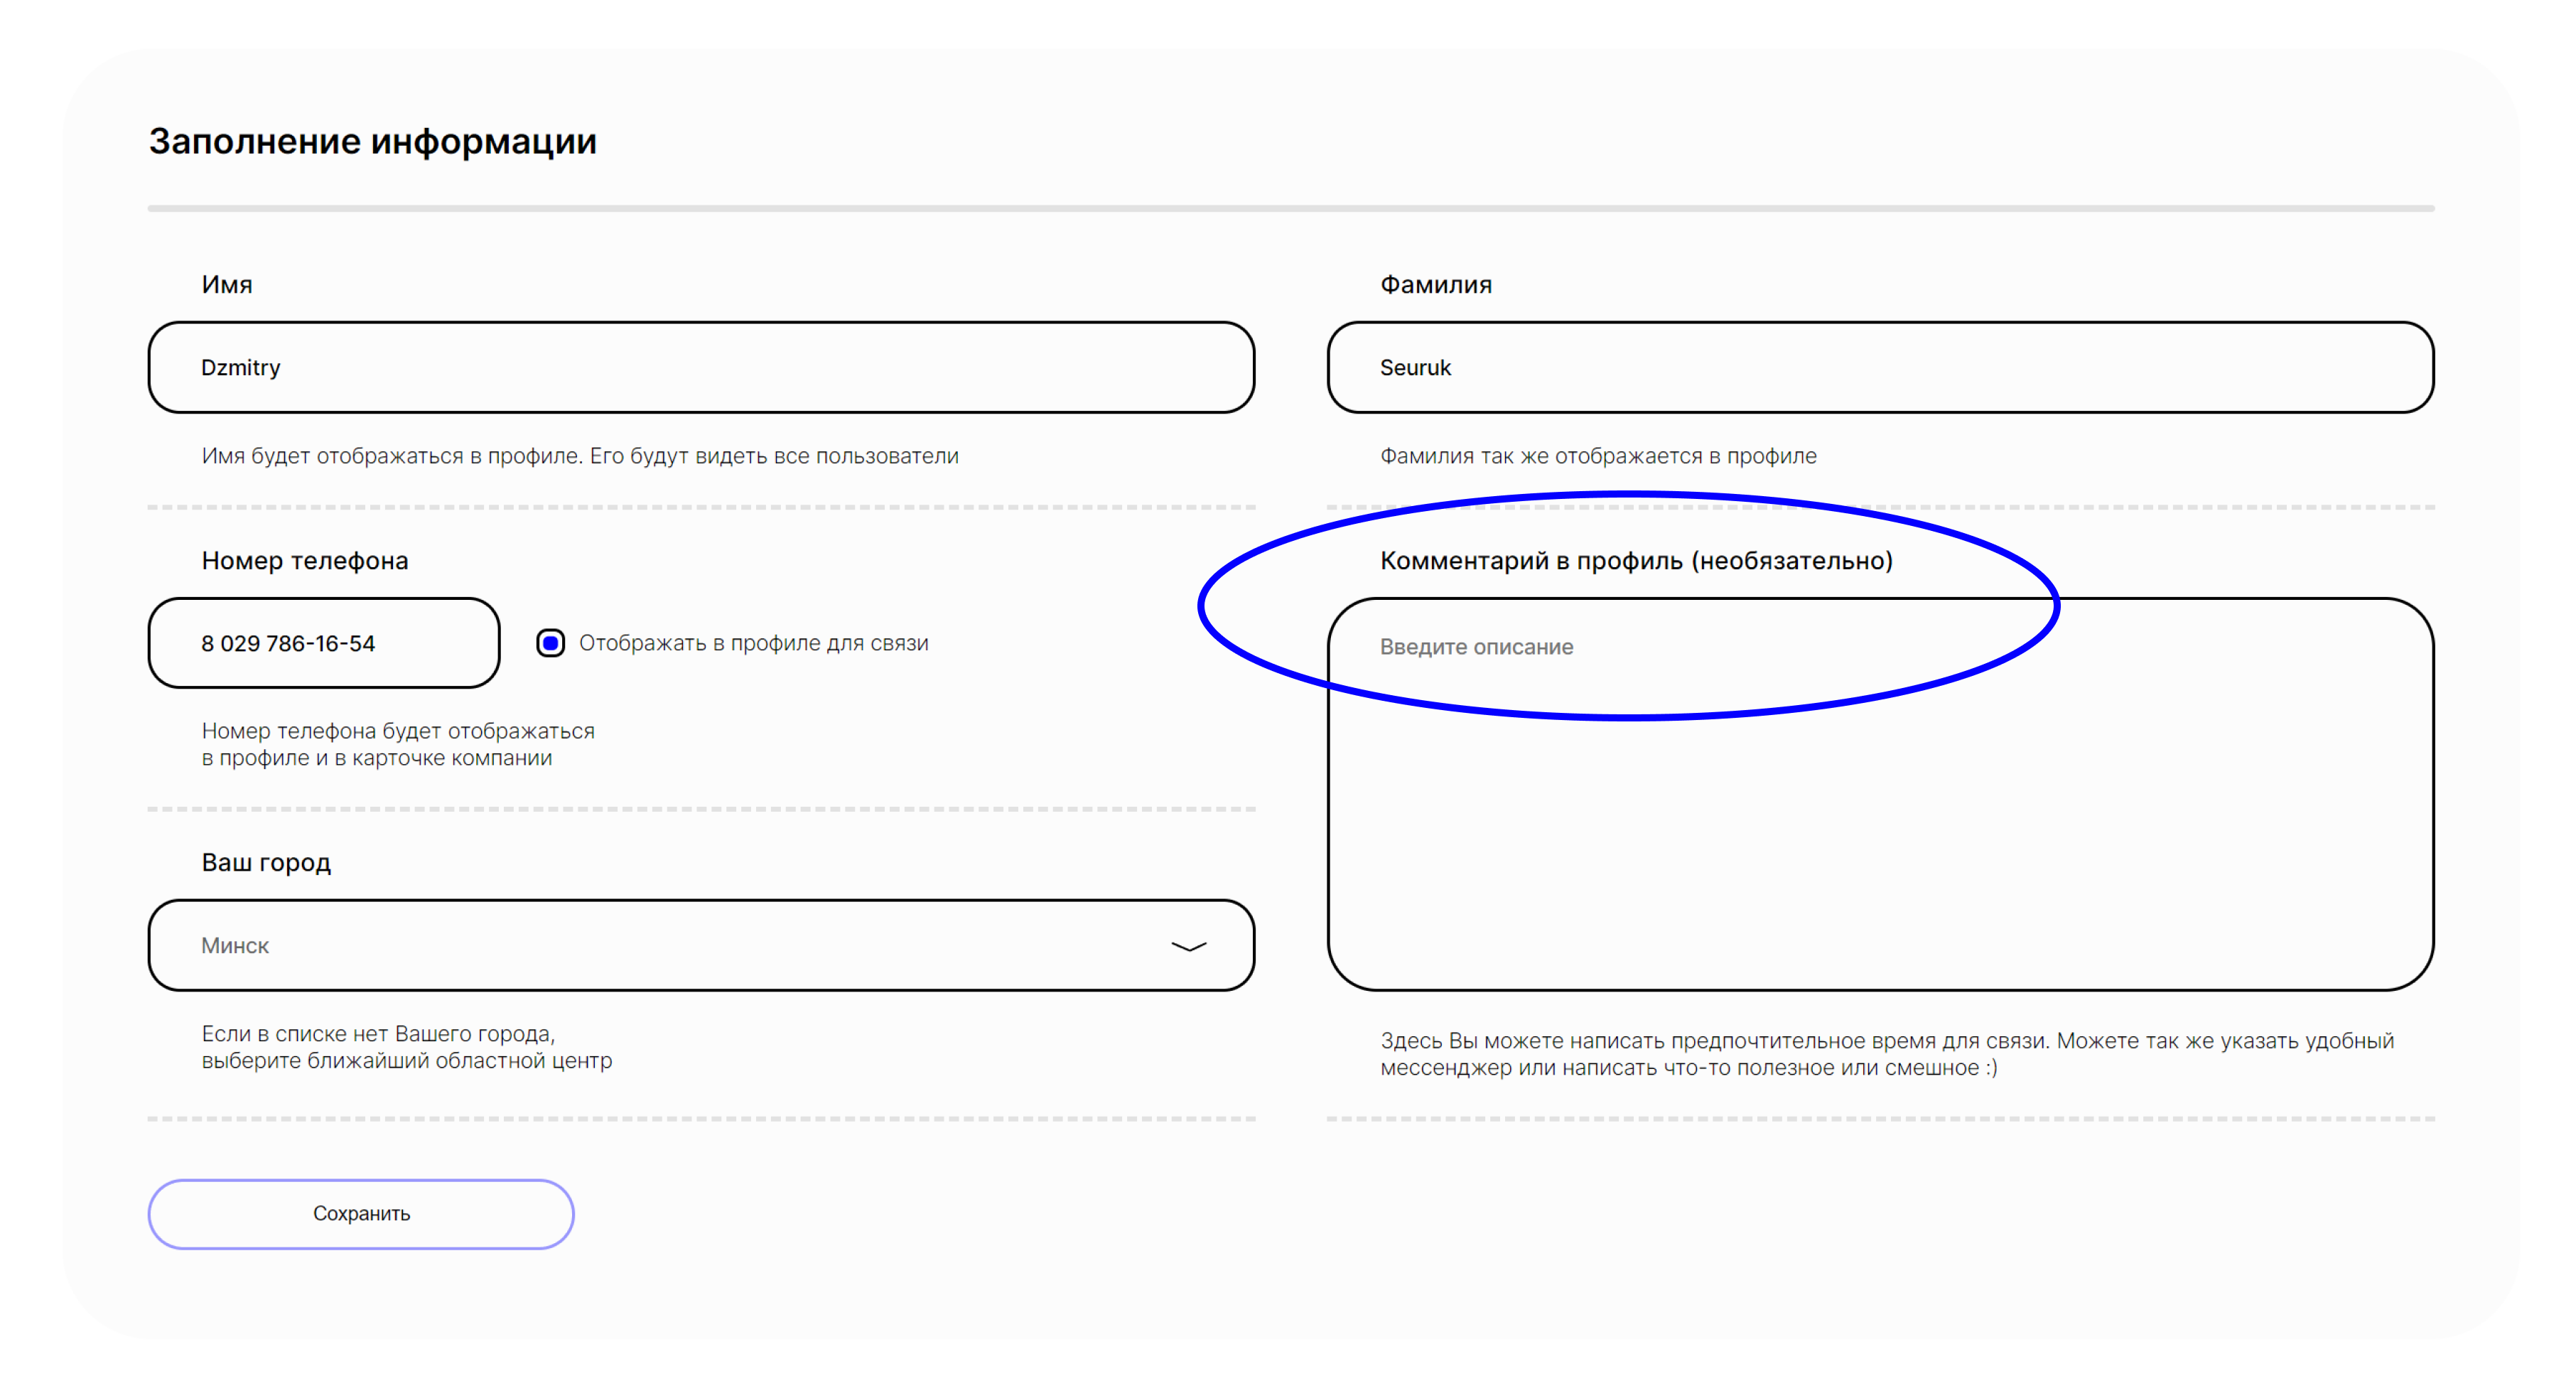 Заполнение информации
Имя
Dzmitry
Имя будет отображаться в профиле. Его будут видеть все пользователи
Фамилия
Seuruk
Фамилия так же отображается в профиле
Номер телефона
8 029 786-16-54
Отображать в профиле для связи
Номер телефона будет отображаться
в профиле и в карточке компании
Комментарий в профиль (необязательно)
Введите описание
Здесь Вы можете написать предпочтительное время для связи. Можете так же указать удобный
мессенджер или написать что-то полезное или смешное :)
Ваш город
Минск
Если в списке нет Вашего города,
выберите ближайший областной центр
Сохранить